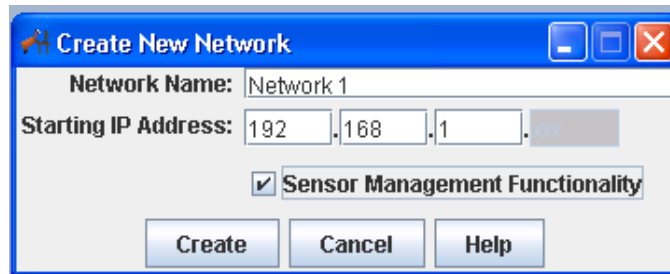 Create New Network
Network Name: Network 1
Starting IP Address: 192 . 168 . 1 . xxx
Sensor Management Functionality
Create Cancel Help